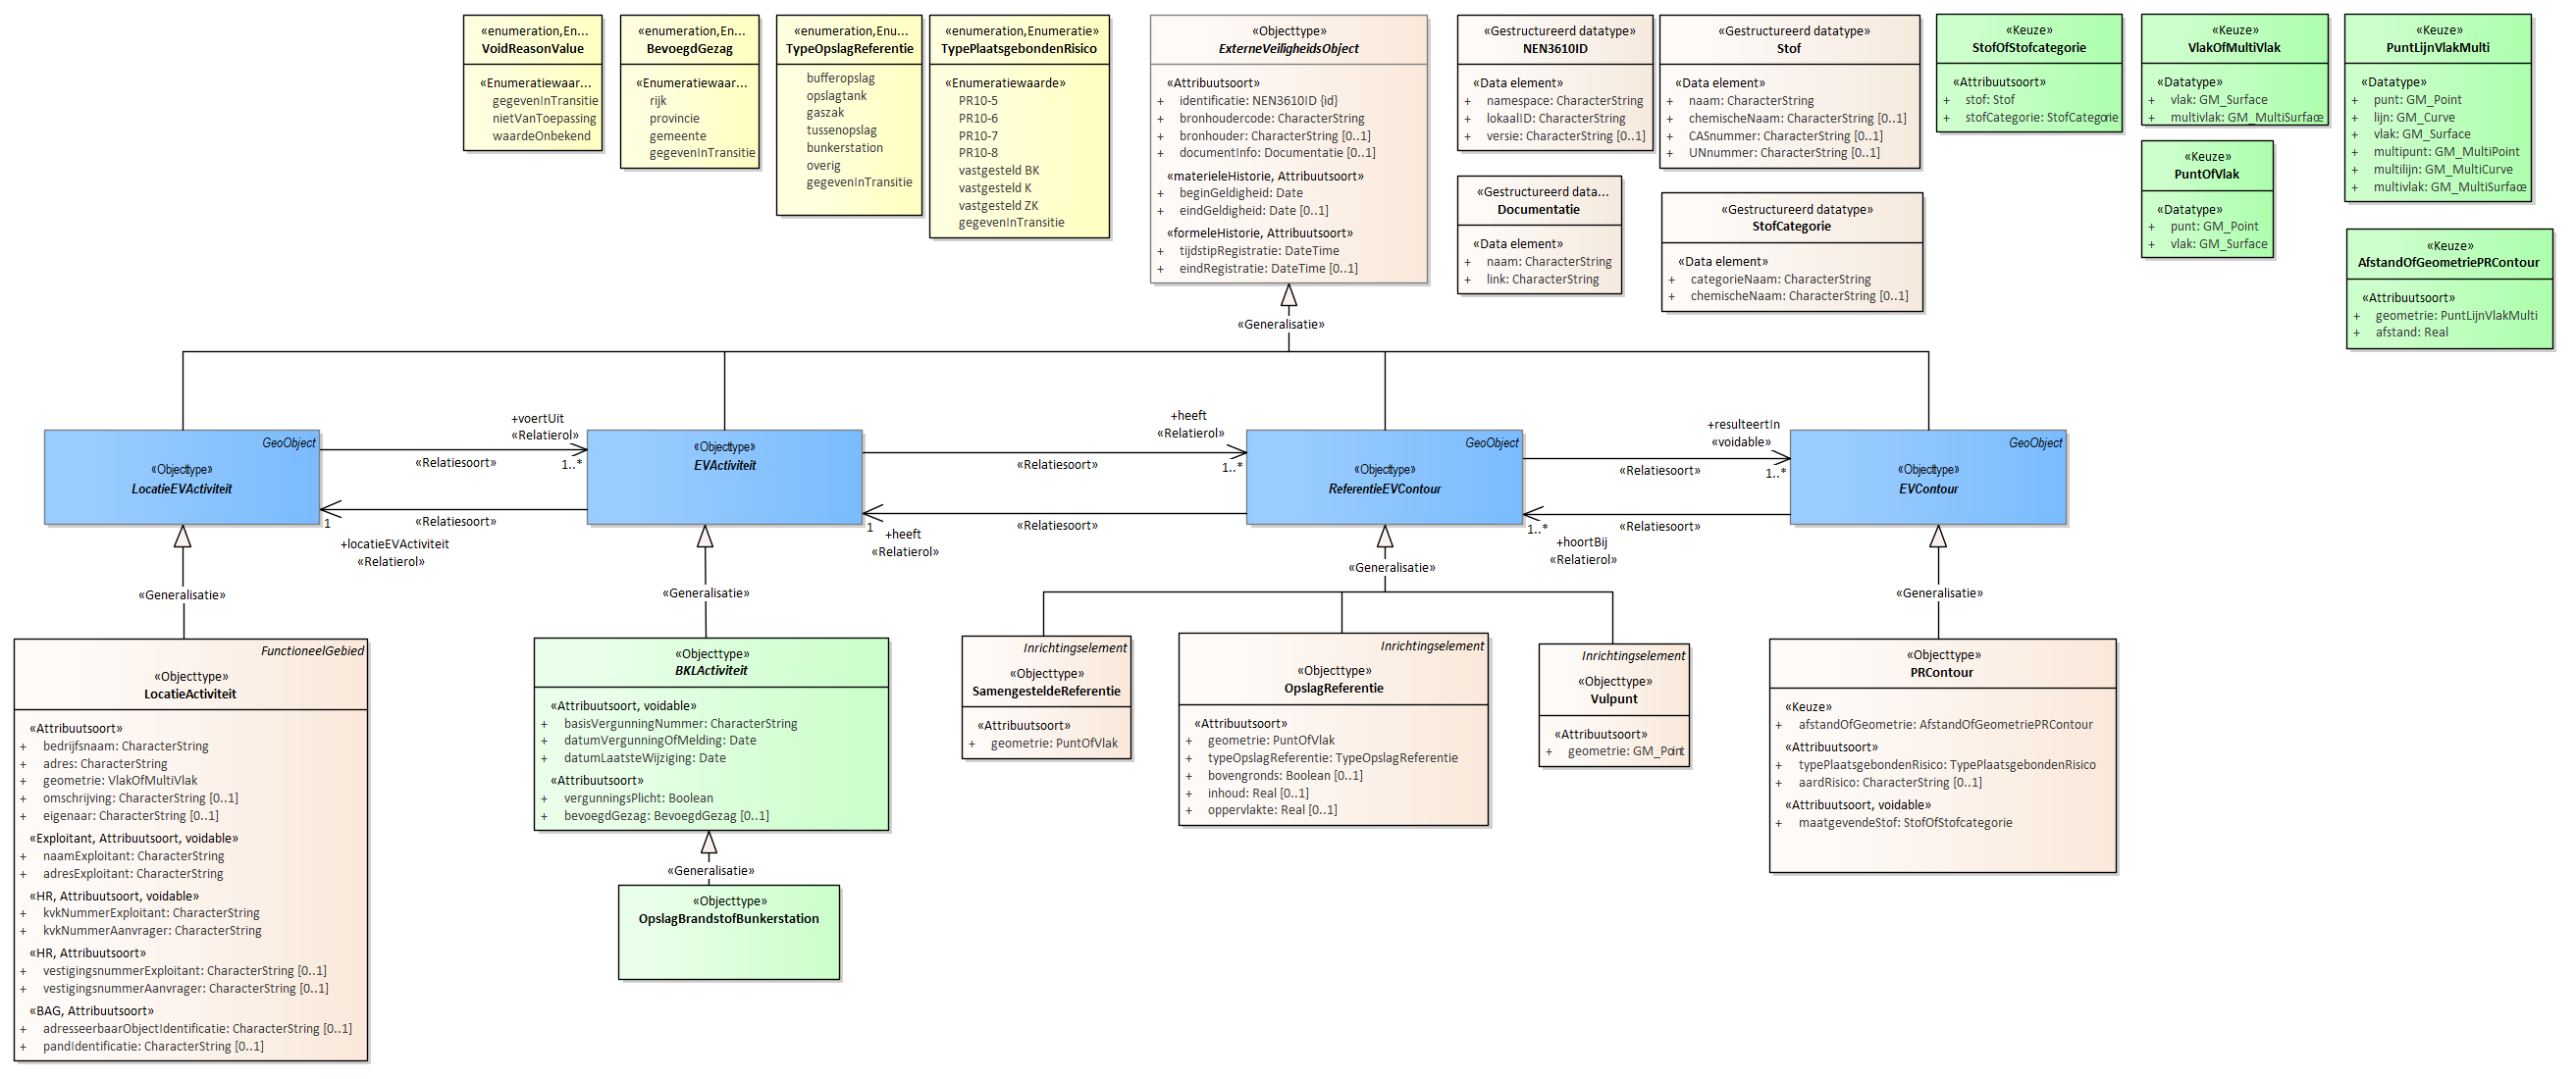 «enumeration,En...
VoidReasonValue
«Enumeratiewaar...
gegevenInTransitie
nietVanToepassing
waardeOnbekend
«enumeration,En...
BevoegdGezag
«Enumeratiewaar...
rijk
provincie
gemeente
gegevenInTransitie
«enumeration,Enu...
TypeOpslagReferentie
bufferopslag
opslagtank
gaszak
tussenopslag
bunkerstation
overig
gegevenInTransitie
«enumeration,Enumeratie»
TypePlaatsgebondenRisico
«Enumeratiewaarde»
PR10-5
PR10-6
PR10-7
PR10-8
vastgesteld BK
vastgesteld K
vastgesteld ZK
gegevenInTransitie
«Objecttype»
ExterneVeiligheidsObject
«Attribuutsoort»
+ identificatie: NEN3610ID {id}
+ bronhoudercode: CharacterString
+ bronhouder: CharacterString [0..1]
+ documentInfo: Documentatie [0..1]
«materieleHistorie, Attribuutsoort»
+ beginGeldigheid: Date
+ eindGeldigheid: Date [0..1]
«formeleHistorie, Attribuutsoort»
+ tijdstipRegistratie: DateTime
+ eindRegistratie: DateTime [0..1]
«Gestructureerd datatype»
NEN3610ID
«Data element»
+ namespace: CharacterString
+ lokaalID: CharacterString
+ versie: CharacterString [0..1]
«Gestructureerd data...
Documentatie
«Data element»
+ naam: CharacterString
+ link: CharacterString
«Gestructureerd datatype»
Stof
«Data element»
+ naam: CharacterString
+ chemischeNaam: CharacterString [0..1]
+ CASnummer: CharacterString [0..1]
+ UNnummer: CharacterString [0..1]
«Gestructureerd datatype»
StofCategorie
«Data element»
+ categorieNaam: CharacterString
+ chemischeNaam: CharacterString [0..1]
«Keuze»
StofOfStofcategorie
«Attribuutsoort»
+ stof: Stof
+ stofCategorie: StofCategorie
«Keuze»
VlakOfMultiVlak
«Datatype»
+ vlak: GM_Surface
+ multivlak: GM_MultiSurface
«Keuze»
PuntOfVlak
«Datatype»
+ punt: GM_Point
+ vlak: GM_Surface
«Keuze»
PuntLijnVlakMulti
«Datatype»
+ punt: GM_Point
+ lijn: GM_Curve
+ vlak: GM_Surface
+ multipunt: GM_MultiPoint
+ multilijn: GM_MultiCurve
+ multivlak: GM_MultiSurface
«Keuze»
AfstandOfGeometriePRContour
«Attribuutsoort»
+ geometrie: PuntLijnVlakMulti
+ afstand: Real
«Generalisatie»
GeoObject
«Objecttype»
LocatieEVActiviteit
+voertUit
«Relatierol»
1..*
«Relatiesoort»
«Relatiesoort»
1
+locatieEVActiviteit
«Relatierol»
«Objecttype»
EVActiviteit
+heeft
«Relatierol»
1..*
«Relatiesoort»
«Relatiesoort»
1
+heeft
«Relatierol»
GeoObject
«Objecttype»
ReferentieEVContour
+resulteertIn
«voidable»
1..*
«Relatiesoort»
«Relatiesoort»
1..*
+hoortBij
«Relatierol»
GeoObject
«Objecttype»
EVContour
«Generalisatie»
«Generalisatie»
«Generalisatie»
«Generalisatie»
FunctioneelGebied
«Objecttype»
LocatieActiviteit
«Attribuutsoort»
+ bedrijfsnaam: CharacterString
+ adres: CharacterString
+ geometrie: VlakOfMultiVlak
+ omschrijving: CharacterString [0..1]
+ eigenaar: CharacterString [0..1]
«Exploitant, Attribuutsoort, voidable»
+ naamExploitant: CharacterString
+ adresExploitant: CharacterString
«HR, Attribuutsoort, voidable»
+ kvkNummerExploitant: CharacterString
+ kvkNummerAanvrager: CharacterString
«HR, Attribuutsoort»
+ vestigingsnummerExploitant: CharacterString [0..1]
+ vestigingsnummerAanvrager: CharacterString [0..1]
«BAG, Attribuutsoort»
+ adresseerbaarObjectIdentificatie: CharacterString [0..1]
+ pandIdentificatie: CharacterString [0..1]
«Objecttype»
BKLActiviteit
«Attribuutsoort, voidable»
+ basisVergunningNummer: CharacterString
+ datumVergunningOfMelding: Date
+ datumLaatsteWijziging: Date
«Attribuutsoort»
+ vergunningsPlicht: Boolean
+ bevoegdGezag: BevoegdGezag [0..1]
«Generalisatie»
«Objecttype»
OpslagBrandstofBunkerstation
Inrichtingselement
«Objecttype»
SamengesteldeReferentie
«Attribuutsoort»
+ geometrie: PuntOfVlak
Inrichtingselement
«Objecttype»
OpslagReferentie
«Attribuutsoort»
+ geometrie: PuntOfVlak
+ typeOpslagReferentie: TypeOpslagReferentie
+ bovengronds: Boolean [0..1]
+ inhoud: Real [0..1]
+ oppervlakte: Real [0..1]
Inrichtingselement
«Objecttype»
Vulpunt
«Attribuutsoort»
+ geometrie: GM_Point
«Objecttype»
PRContour
«Keuze»
+ afstandOfGeometrie: AfstandOfGeometriePRContour
«Attribuutsoort»
+ typePlaatsgebondenRisico: TypePlaatsgebondenRisico
+ aardRisico: CharacterString [0..1]
«Attribuutsoort, voidable»
+ maatgevendeStof: StofOfStofcategorie